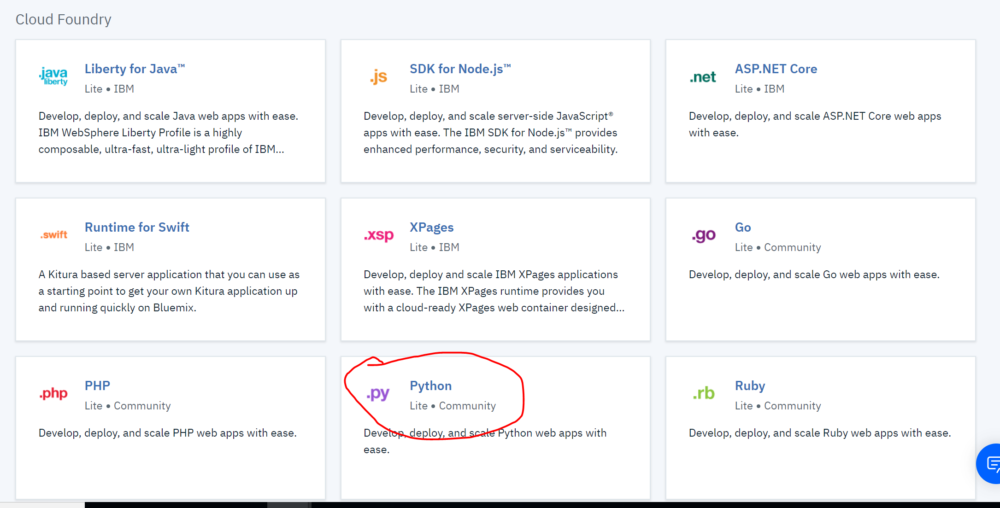 Cloud Foundry
.java
liberty
Liberty for Java™
Lite • IBM
Develop, deploy, and scale Java web apps with ease.
IBM WebSphere Liberty Profile is a highly
composable, ultra-fast, ultra-light profile of IBM...
.js
SDK for Node.js™
Lite • IBM
Develop, deploy, and scale server-side JavaScript®
apps with ease. The IBM SDK for Node.js™ provides
enhanced performance, security, and serviceability.
.net
ASP.NET Core
Lite • IBM
Develop, deploy, and scale ASP.NET Core web apps
with ease.
.swift
Runtime for Swift
Lite • IBM
A Kitura based server application that you can use as
a starting point to get your own Kitura application up
and running quickly on Bluemix.
.xsp
XPages
Lite • IBM
Develop, deploy and scale IBM XPages applications
with ease. The IBM XPages runtime provides you
with a cloud-ready XPages web container designed...
.go
Go
Lite • Community
Develop, deploy, and scale Go web apps with ease.
.php
PHP
Lite • Community
Develop, deploy, and scale PHP web apps with ease.
.py
Python
Lite • Community
Develop, deploy, and scale Python web apps with
ease.
.rb
Ruby
Lite • Community
Develop, deploy, and scale Ruby web apps with ease.